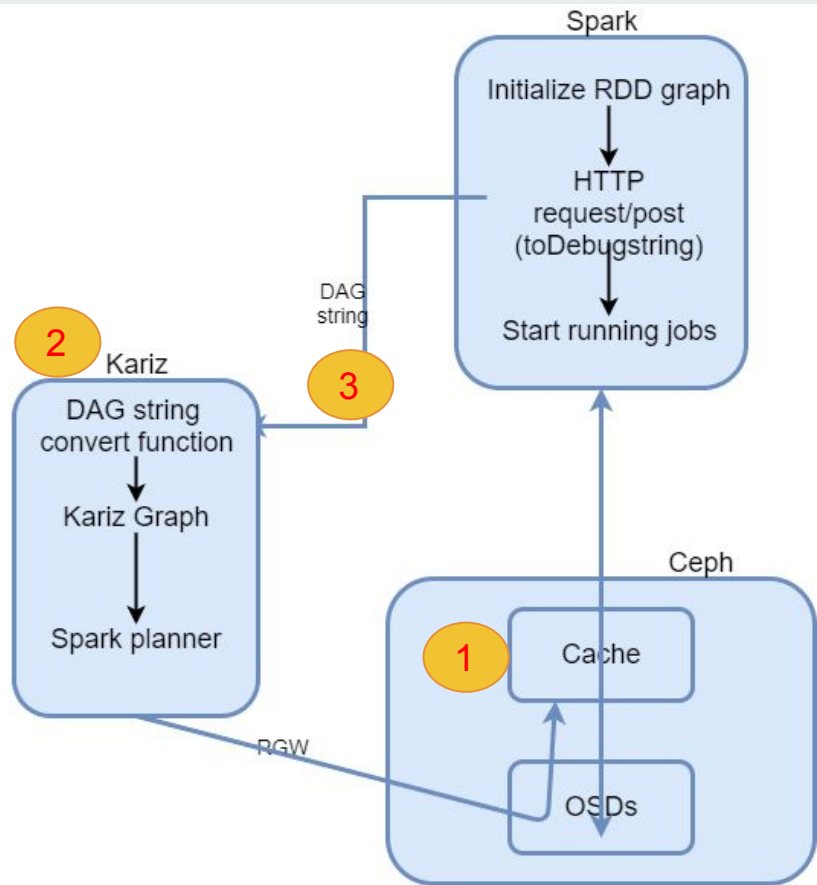 Spark
Initialize RDD graph
HTTP
request/post
(toDebugstring)
Start running jobs
DAG
string
3
2
Kariz
DAG string
convert function
Kariz Graph
Spark planner
RGW
Ceph
1
Cache
OSDs